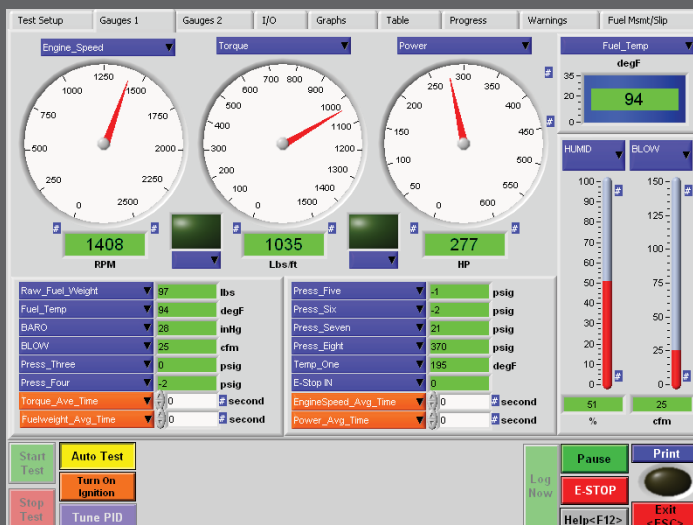 Test Setup Gauges 1 Gauges 2 I/O Graphs Table Progress Warnings Fuel Msmt/Slip
Engine_Speed Torque Power Fuel_Temp
degF
35
20
0
94
0 250 500 750 1000 1250 1500 1750 2000 2250 2500
0 100 200 300 400 500 600 700 800 900 1000 1100 1200 1300 1400 1500
0 50 100 150 200 250 300 350 400 450 500 550 600
# # # # # # #
1408 1035 277
RPM Lbs/ft HP
HUMID BLOW
100 90 80 70 60 50 40 30 20 10 0
150 125 100 75 50 25 0
# # # #
51 25
% cfm
Raw_Fuel_Weight 97 lbs
Fuel_Temp 94 degF
BARO 28 inHg
BLOW 25 cfm
Press_Three 0 psig
Press_Four -2 psig
Torque_Ave_Time 0 # second
Fuelweight_Avg_Time 0 # second
Press_Five -1 psig
Press_Six -2 psig
Press_Seven 21 psig
Press_Eight 370 psig
Temp_One 195 degF
E-Stop IN 0
EngineSpeed_Avg_Time 0 # second
Power_Avg_Time 0 # second
Start
Test
Auto Test
Turn On
Ignition
Stop
Test
Tune PID
Log
Now
Pause
E-STOP
Help<F12>
Print
Exit
<ESC>